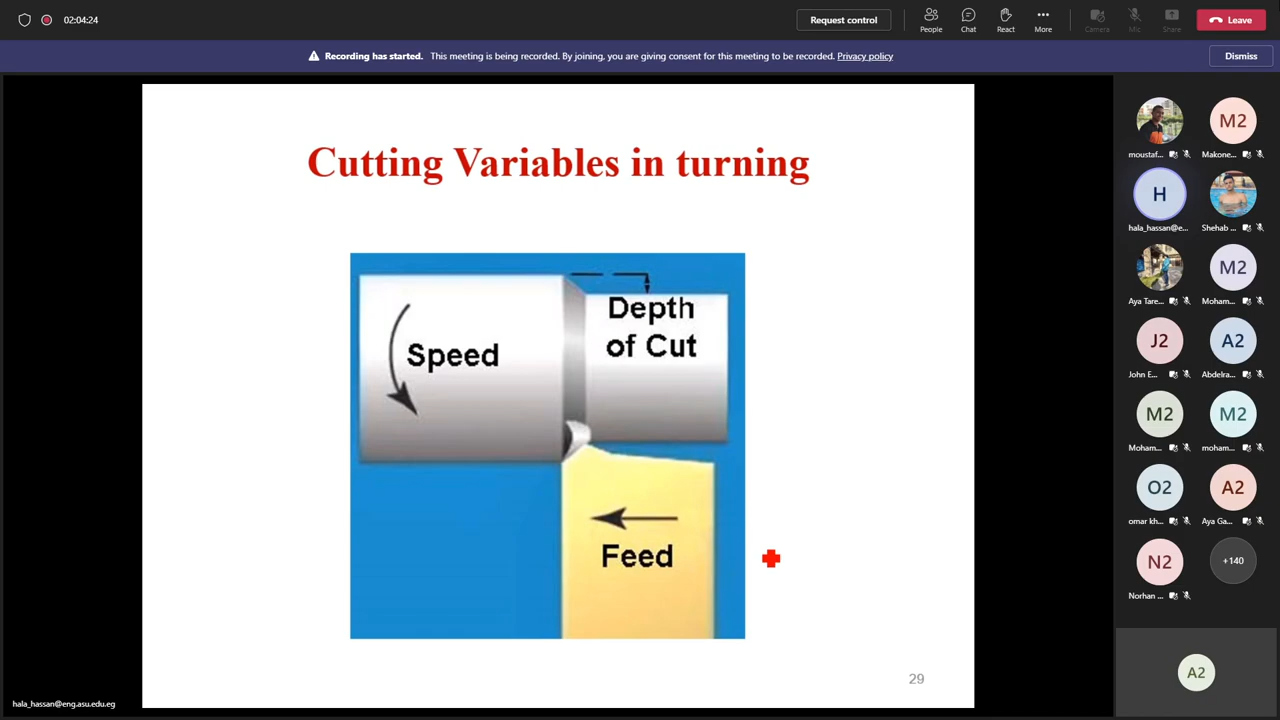 02:04:24
Request control
People
Chat
React
More
Camera
Mic
Share
Leave
Recording has started. This meeting is being recorded. By joining, you are giving consent for this meeting to be recorded. Privacy policy
Dismiss
Cutting Variables in turning
Depth
of Cut
Speed
Feed
29
hala_hassan@eng.asu.edu.eg
M2
moustaf...
Makone...
H
hala_hassan@e...
Shehab ...
M2
Aya Tare...
Moham...
J2
A2
John E...
Abdelra...
M2
M2
Moham...
moham...
O2
A2
omar kh...
Aya Ga...
N2
+140
Norhan ...
A2